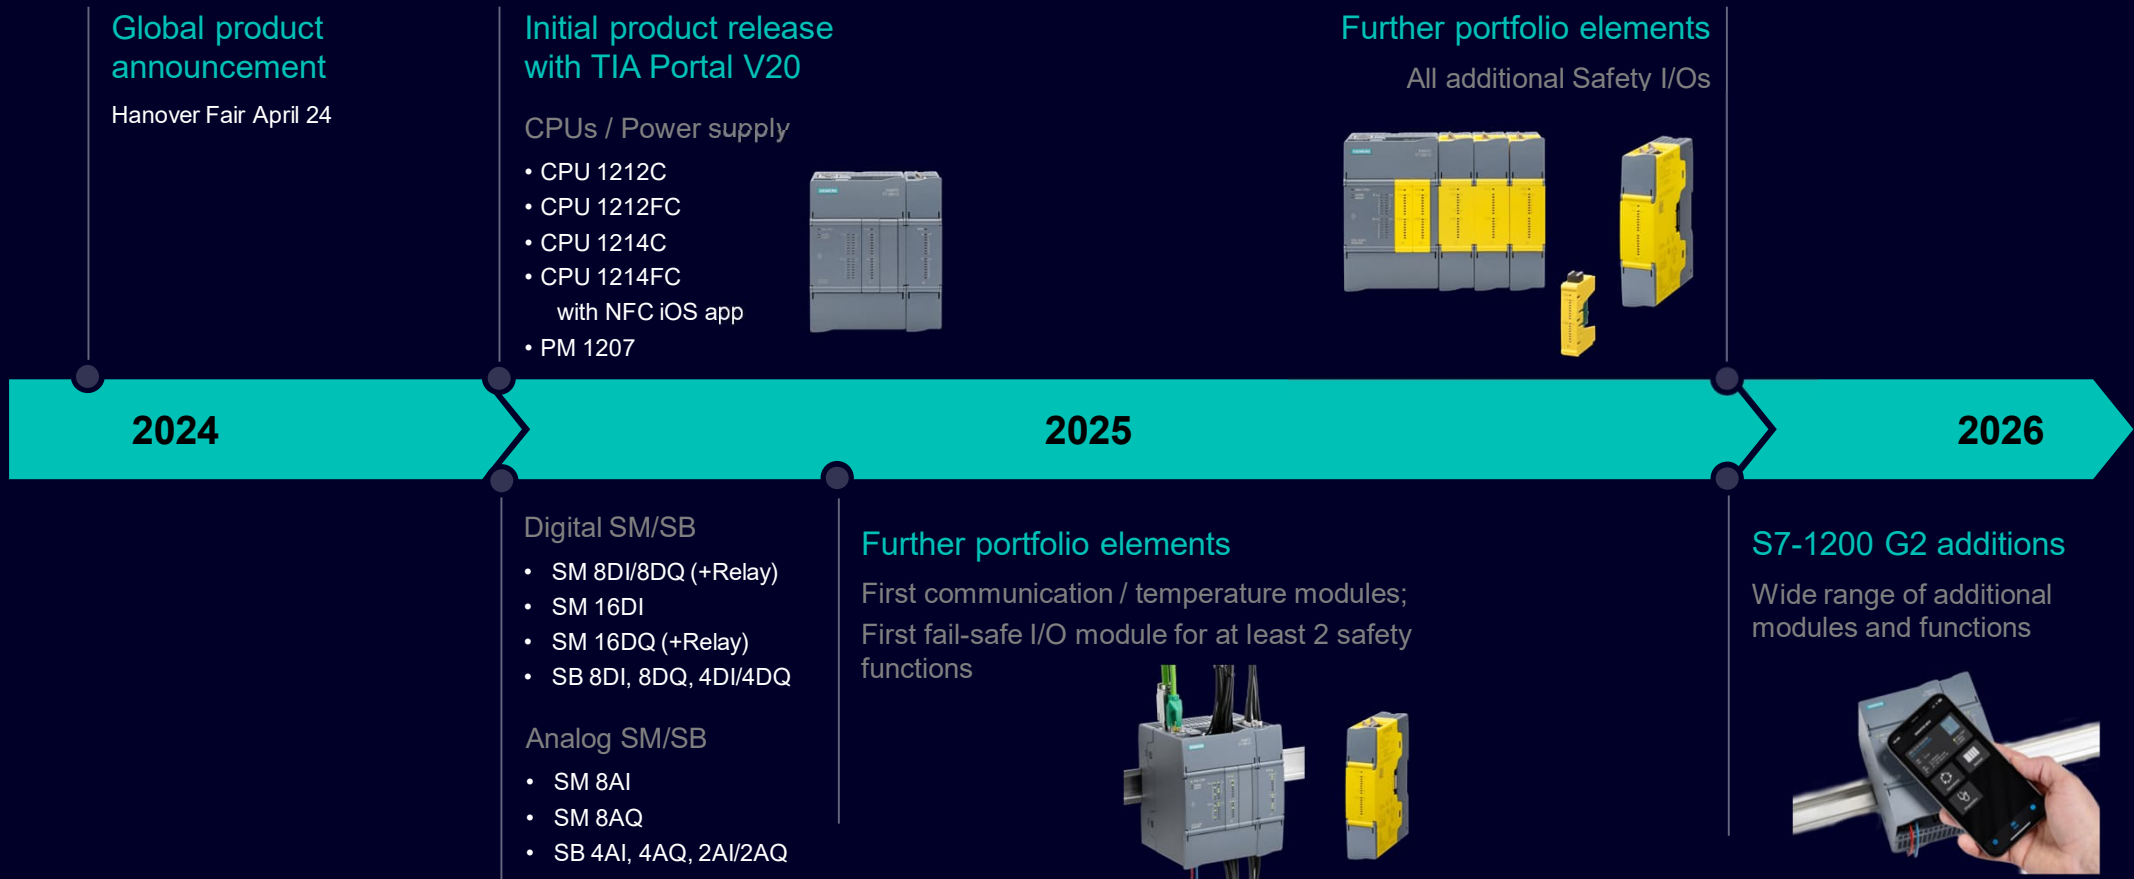 Global product
announcement
Hanover Fair April 24
Initial product release
with TIA Portal V20
CPUs / Power supply
• CPU 1212C
• CPU 1212FC
• CPU 1214C
• CPU 1214FC
with NFC iOS app
• PM 1207
Further portfolio elements
All additional Safety I/Os
2024
2025
2026
Digital SM/SB
• SM 8DI/8DQ (+Relay)
• SM 16DI
• SM 16DQ (+Relay)
• SB 8DI, 8DQ, 4DI/4DQ
Analog SM/SB
• SM 8AI
• SM 8AQ
• SB 4AI, 4AQ, 2AI/2AQ
Further portfolio elements
First communication / temperature modules;
First fail-safe I/O module for at least 2 safety
functions
S7-1200 G2 additions
Wide range of additional
modules and functions